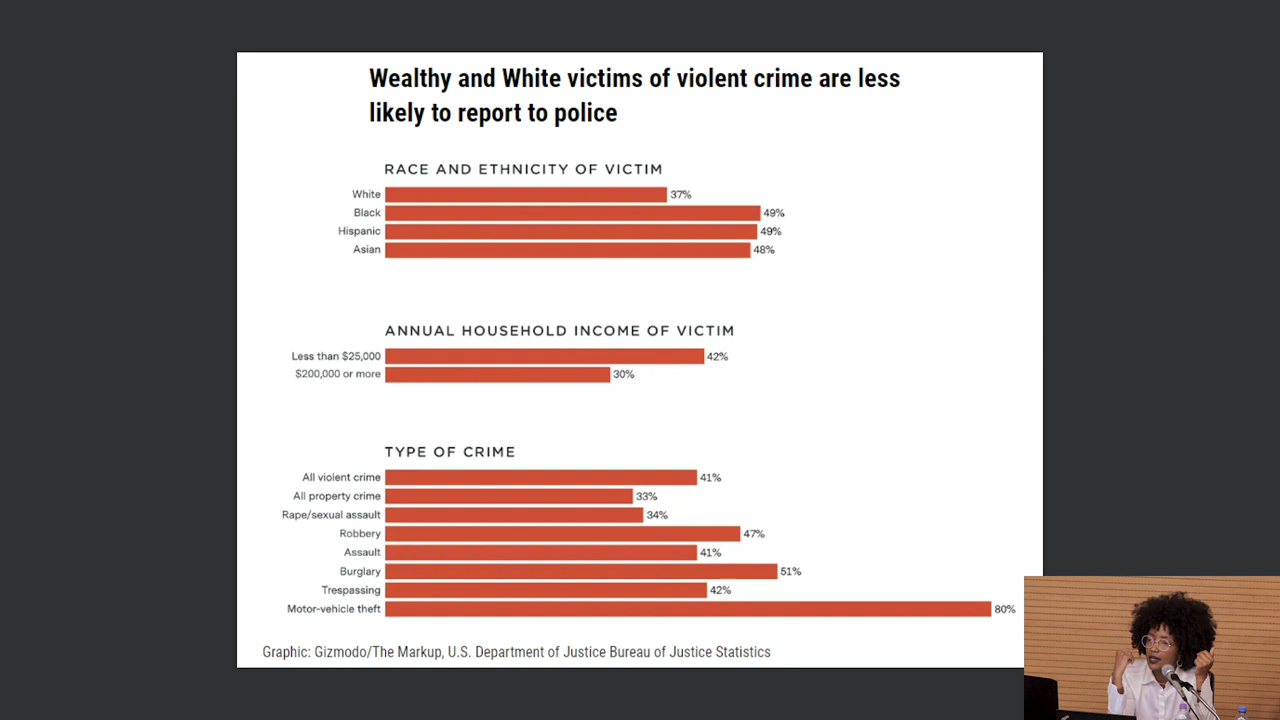 Wealthy and White victims of violent crime are less
likely to report to police
RACE AND ETHNICITY OF VICTIM
White 37%
Black 49%
Hispanic 49%
Asian 48%
ANNUAL HOUSEHOLD INCOME OF VICTIM
Less than $25,000 42%
$200,000 or more 30%
TYPE OF CRIME
All violent crime 41%
All property crime 33%
Rape/sexual assault 34%
Robbery 47%
Assault 41%
Burglary 51%
Trespassing 42%
Motor-vehicle theft 80%
Graphic: Gizmodo/The Markup, U.S. Department of Justice Bureau of Justice Statistics